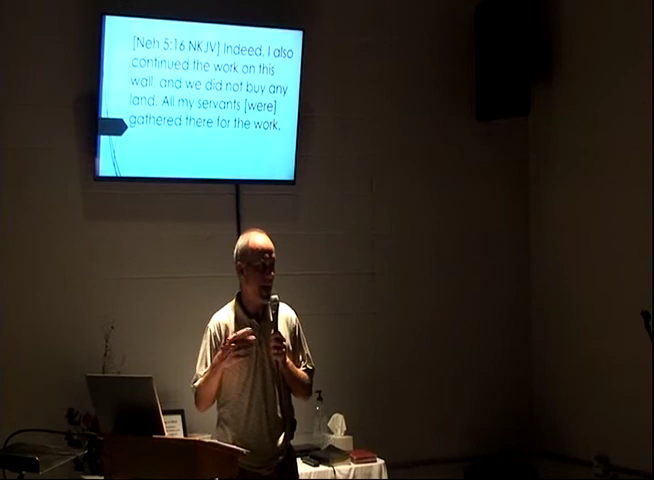 [Neh 5:16 NKJV] Indeed, I also
continued the work on this
wall, and we did not buy any
land. All my servants [were]
gathered there for the work.